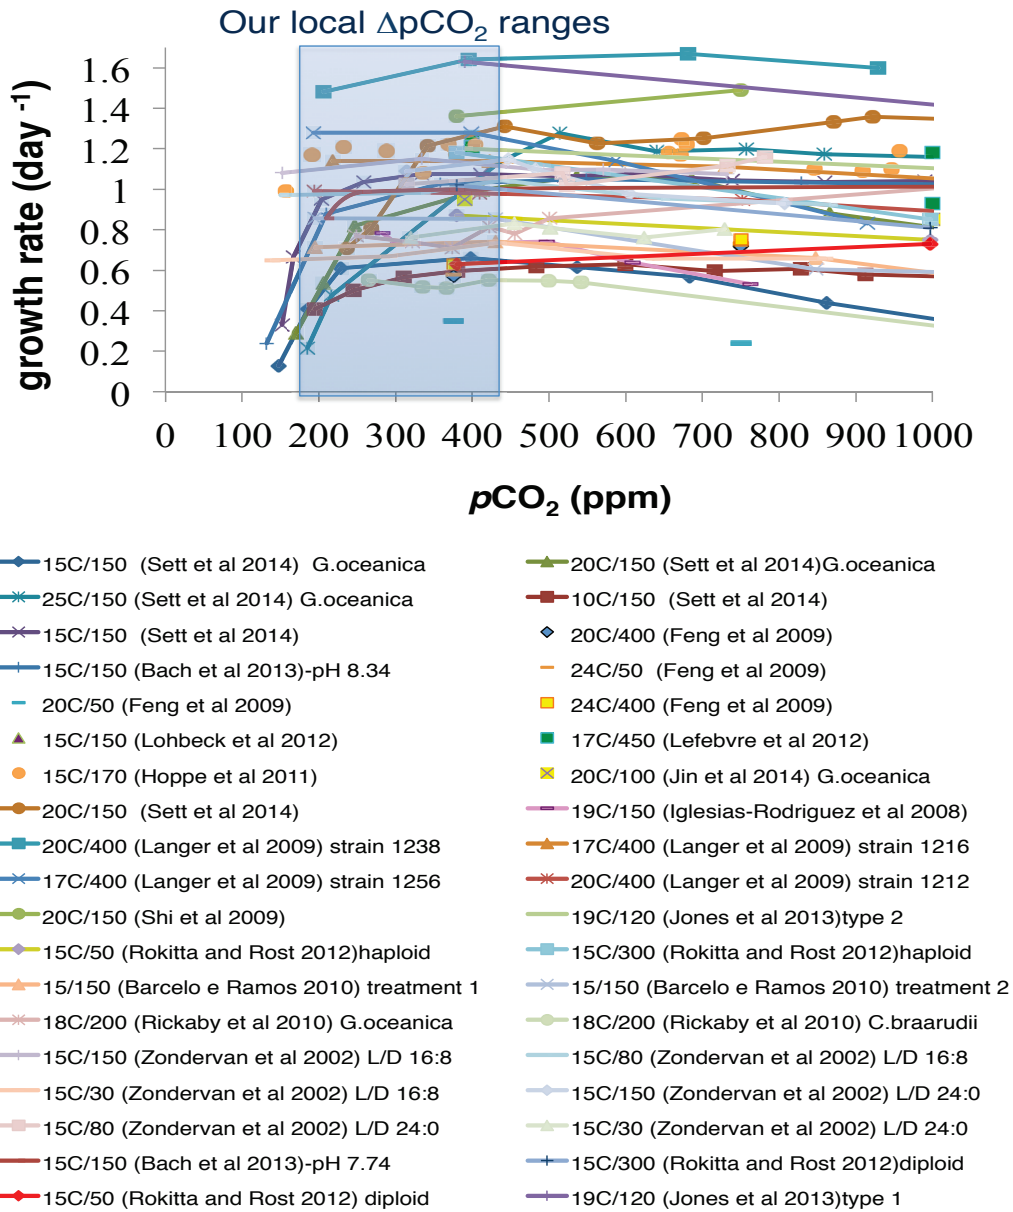 Our local ΔpCO2 ranges
growth rate (day -1)
1.6
1.4
1.2
1
0.8
0.6
0.4
0.2
0
0 100 200 300 400 500 600 700 800 900 1000
pCO2 (ppm)
15C/150 (Sett et al 2014) G.oceanica
20C/150 (Sett et al 2014)G.oceanica
25C/150 (Sett et al 2014) G.oceanica
10C/150 (Sett et al 2014)
15C/150 (Sett et al 2014)
20C/400 (Feng et al 2009)
15C/150 (Bach et al 2013)-pH 8.34
24C/50 (Feng et al 2009)
20C/50 (Feng et al 2009)
24C/400 (Feng et al 2009)
15C/150 (Lohbeck et al 2012)
17C/450 (Lefebvre et al 2012)
15C/170 (Hoppe et al 2011)
20C/100 (Jin et al 2014) G.oceanica
20C/150 (Sett et al 2014)
19C/150 (Iglesias-Rodriguez et al 2008)
20C/400 (Langer et al 2009) strain 1238
17C/400 (Langer et al 2009) strain 1216
17C/400 (Langer et al 2009) strain 1256
20C/400 (Langer et al 2009) strain 1212
20C/150 (Shi et al 2009)
19C/120 (Jones et al 2013)type 2
15C/50 (Rokitta and Rost 2012)haploid
15C/300 (Rokitta and Rost 2012)haploid
15/150 (Barcelo e Ramos 2010) treatment 1
15/150 (Barcelo e Ramos 2010) treatment 2
18C/200 (Rickaby et al 2010) G.oceanica
18C/200 (Rickaby et al 2010) C.braarudii
15C/150 (Zondervan et al 2002) L/D 16:8
15C/80 (Zondervan et al 2002) L/D 16:8
15C/30 (Zondervan et al 2002) L/D 16:8
15C/150 (Zondervan et al 2002) L/D 24:0
15C/80 (Zondervan et al 2002) L/D 24:0
15C/30 (Zondervan et al 2002) L/D 24:0
15C/150 (Bach et al 2013)-pH 7.74
15C/300 (Rokitta and Rost 2012)diploid
15C/50 (Rokitta and Rost 2012) diploid
19C/120 (Jones et al 2013)type 1